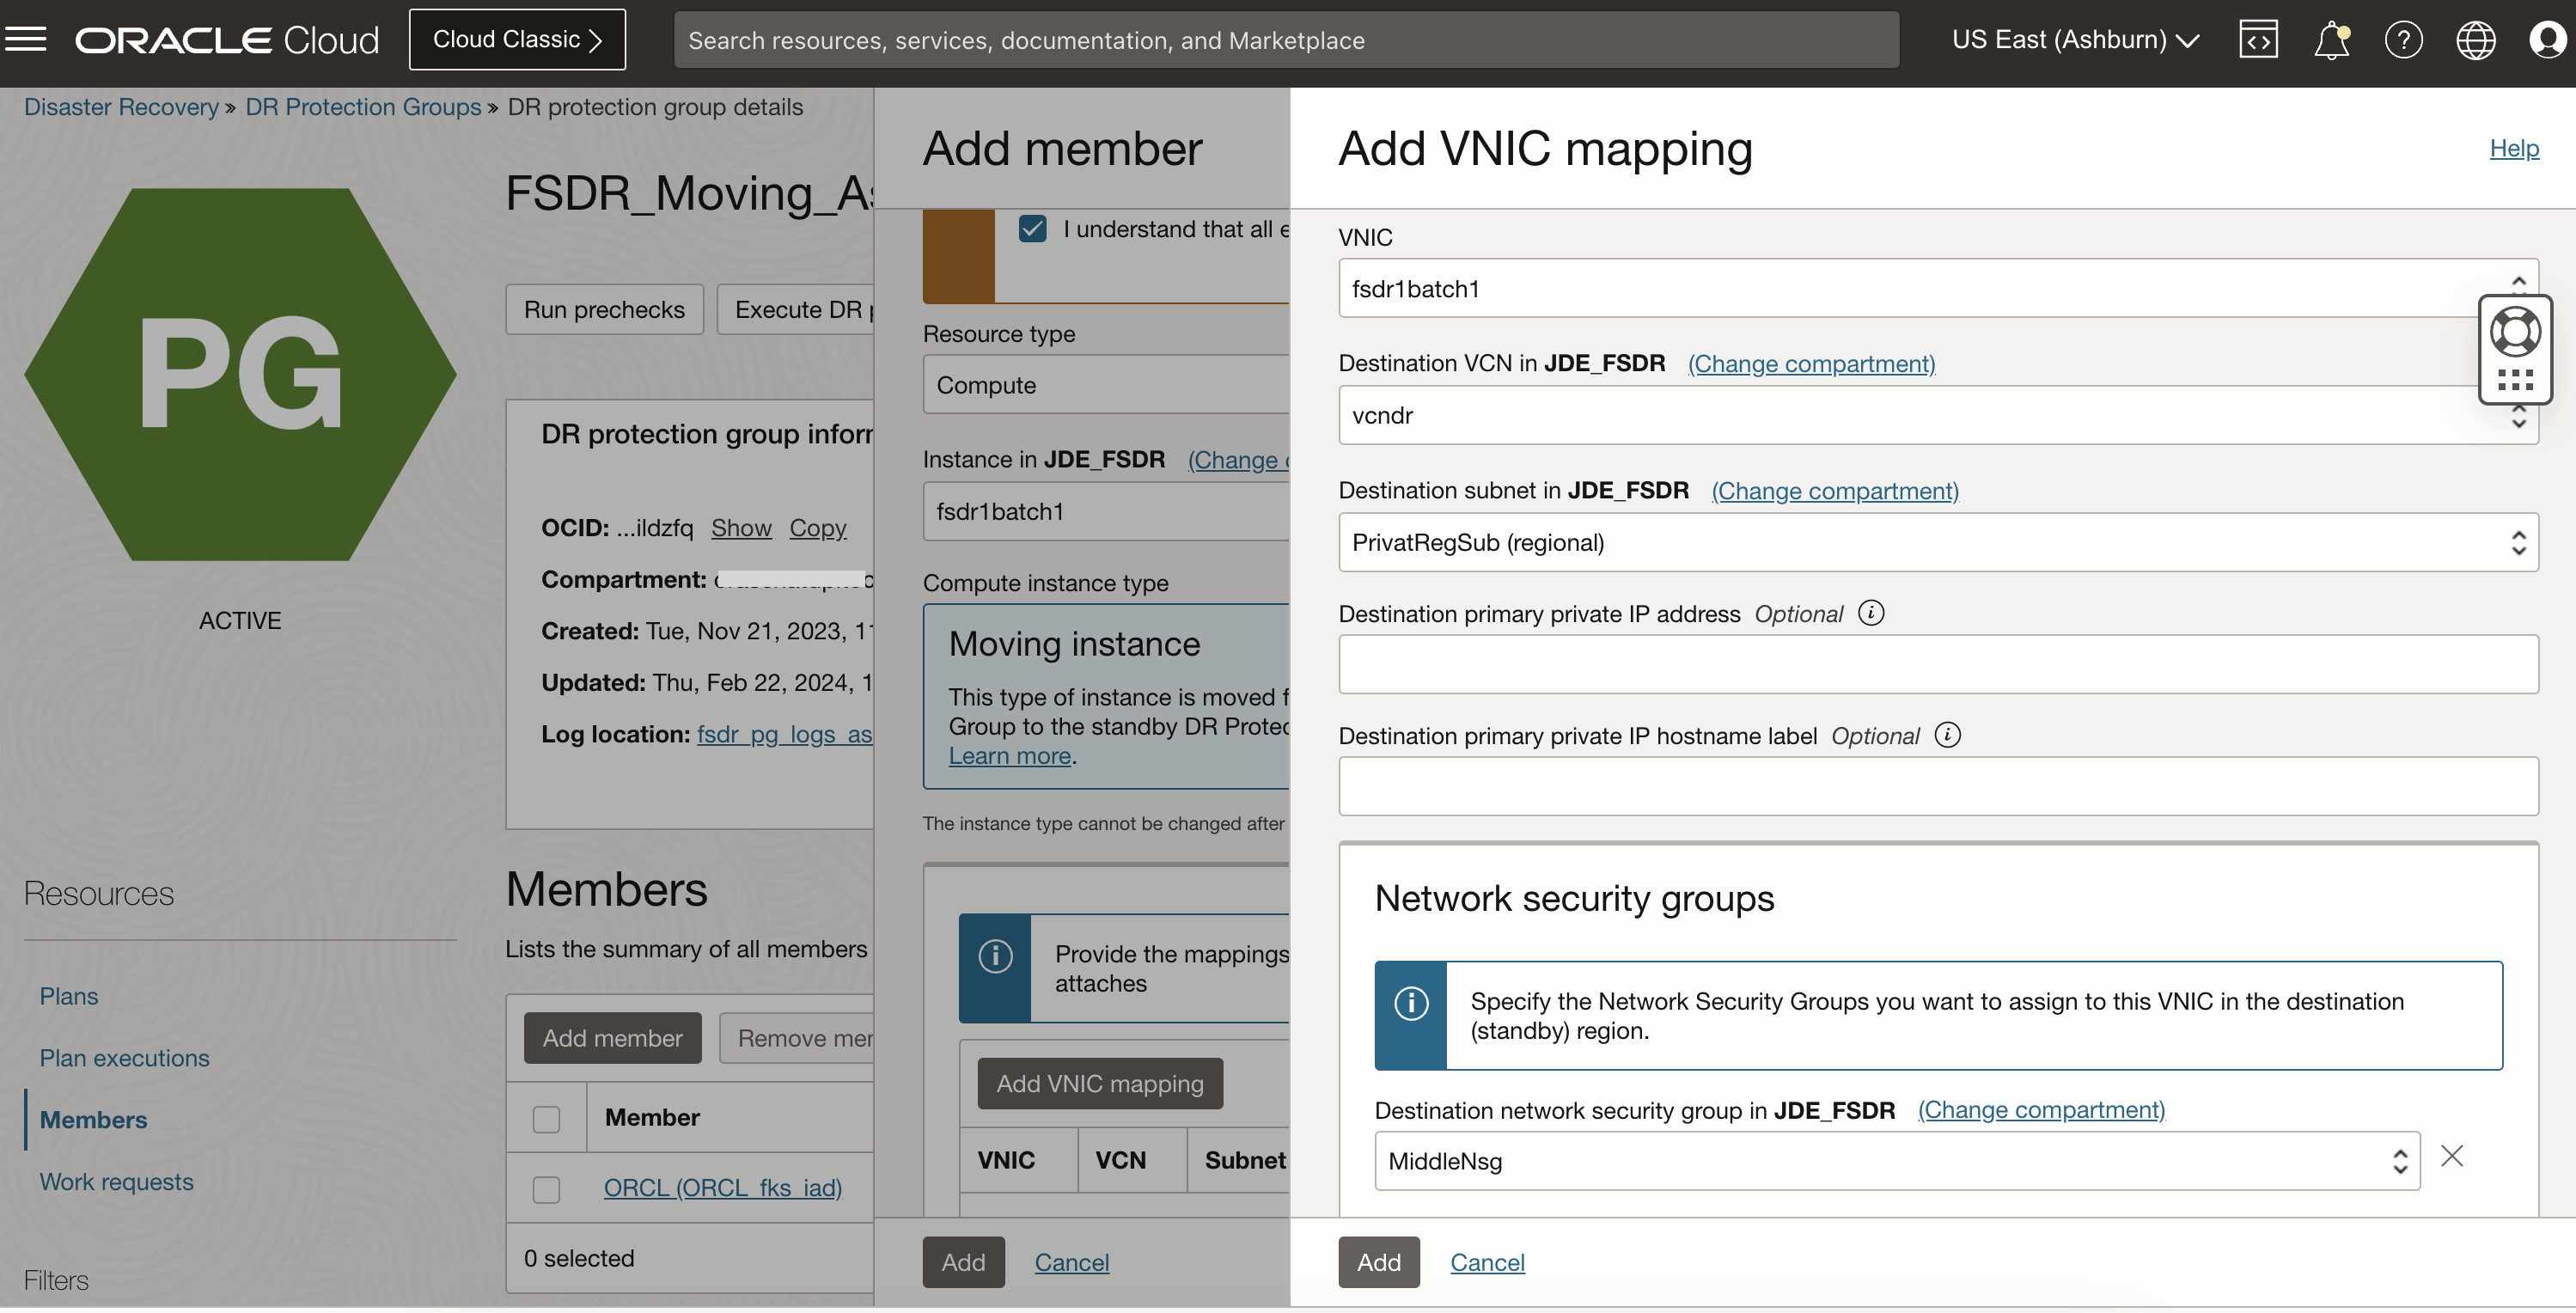 ORACLE Cloud
Cloud Classic
Search resources, services, documentation, and Marketplace
US East (Ashburn)
Disaster Recovery » DR Protection Groups » DR protection group details
PG
ACTIVE
Resources
Plans
Plan executions
Members
Work requests
Filters
FSDR_Moving_As
Run prechecks
Execute DR p
DR protection group infor
OCID: ...ildzfq Show Copy
Compartment:
Created: Tue, Nov 21, 2023, 1
Updated: Thu, Feb 22, 2024, 1
Log location: fsdr_pg_logs_as
Members
Lists the summary of all members
Add member
Remove mem
Member
ORCL (ORCL_fks_iad)
0 selected
Add member
I understand that all e
Resource type
Compute
Instance in JDE_FSDR (Change c
fsdr1batch1
Compute instance type
Moving instance
This type of instance is moved f
Group to the standby DR Protec
Learn more.
The instance type cannot be changed after
Provide the mappings
attaches
Add VNIC mapping
VNIC
VCN
Subnet
Add
Cancel
Add VNIC mapping
Help
VNIC
fsdr1batch1
Destination VCN in JDE_FSDR (Change compartment)
vcndr
Destination subnet in JDE_FSDR (Change compartment)
PrivatRegSub (regional)
Destination primary private IP address Optional
Destination primary private IP hostname label Optional
Network security groups
Specify the Network Security Groups you want to assign to this VNIC in the destination
(standby) region.
Destination network security group in JDE_FSDR (Change compartment)
MiddleNsg
Add
Cancel